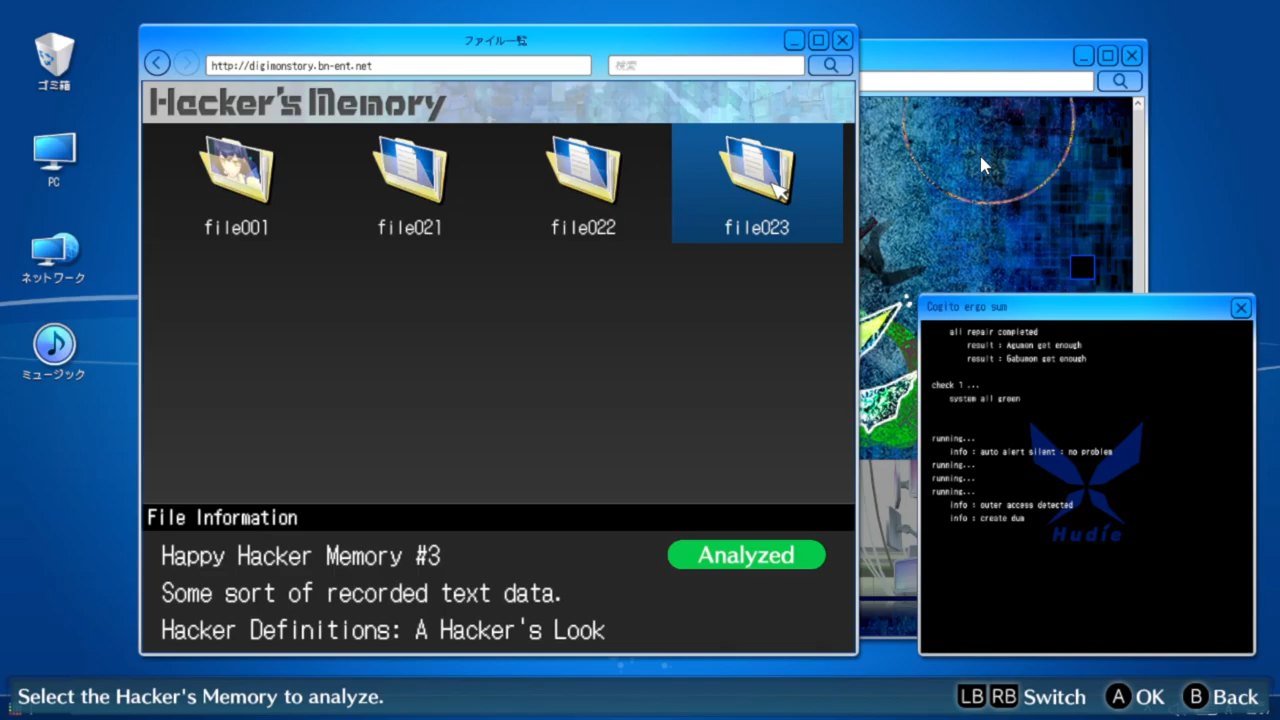 ゴミ箱
PC
ネットワーク
ミュージック
ファイル一覧
http://digimonstory.bn-ent.net
検索
Hacker's Memory
file001
file021
file022
file023
File Information
Happy Hacker Memory #3
Analyzed
Some sort of recorded text data.
Hacker Definitions: A Hacker's Look
Cogito ergo sum
all repair completed
result : Agumon got enough
result : Gabumon got enough
check 1 ...
system all green
running...
info : auto alert silent : no problem
running...
running...
running...
info : outer access detected
info : create dum
Hudíe
Select the Hacker's Memory to analyze.
LB RB Switch A OK B Back